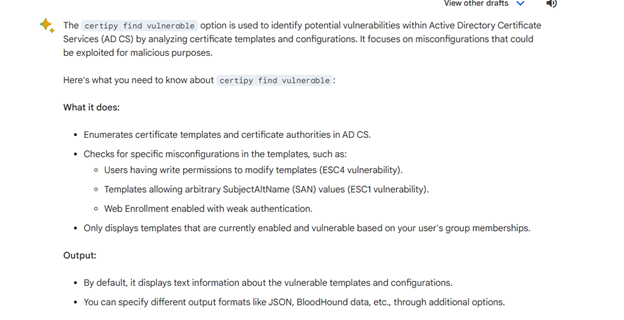 View other drafts
The certipy find vulnerable option is used to identify potential vulnerabilities within Active Directory Certificate
Services (AD CS) by analyzing certificate templates and configurations. It focuses on misconfigurations that could
be exploited for malicious purposes.
Here's what you need to know about certipy find vulnerable :
What it does:
• Enumerates certificate templates and certificate authorities in AD CS.
• Checks for specific misconfigurations in the templates, such as:
◦ Users having write permissions to modify templates (ESC4 vulnerability).
◦ Templates allowing arbitrary SubjectAltName (SAN) values (ESC1 vulnerability).
◦ Web Enrollment enabled with weak authentication.
• Only displays templates that are currently enabled and vulnerable based on your user's group memberships.
Output:
• By default, it displays text information about the vulnerable templates and configurations.
• You can specify different output formats like JSON, BloodHound data, etc., through additional options.